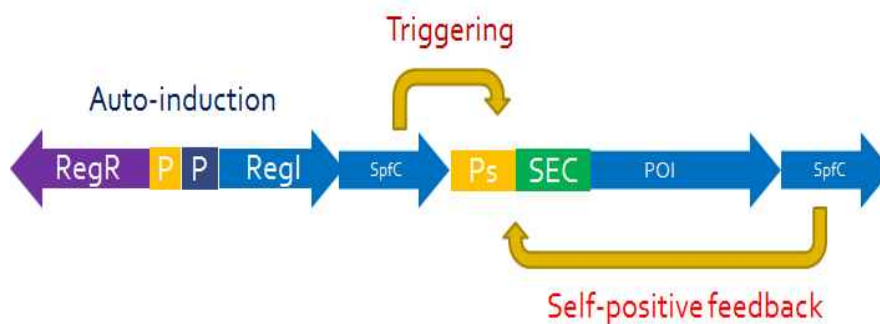 Triggering
Auto-induction
RegR P P RegI SpfC Ps SEC POI SpfC
Self-positive feedback